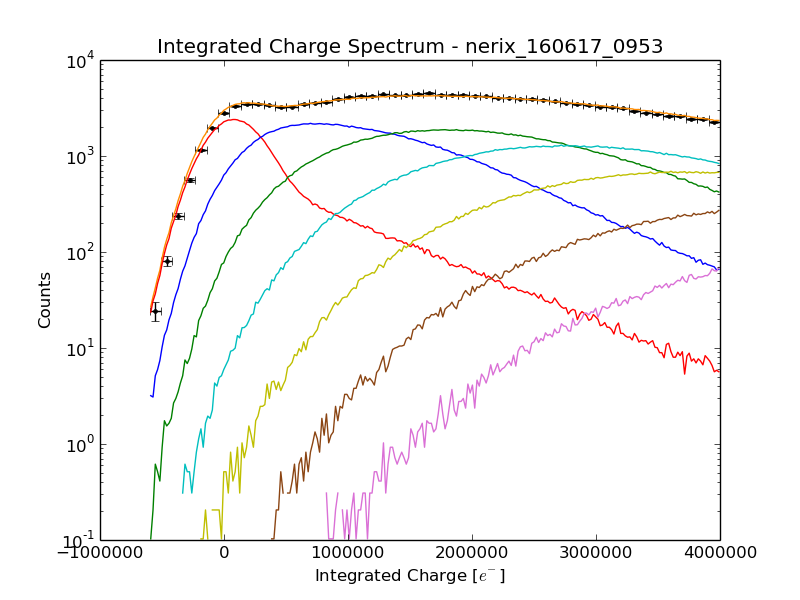 Integrated Charge Spectrum - nerix_160617_0953
10^4
10^3
10^2
10^1
10^0
10^-1
Counts
−1000000 0 1000000 2000000 3000000 4000000
Integrated Charge [e^-]